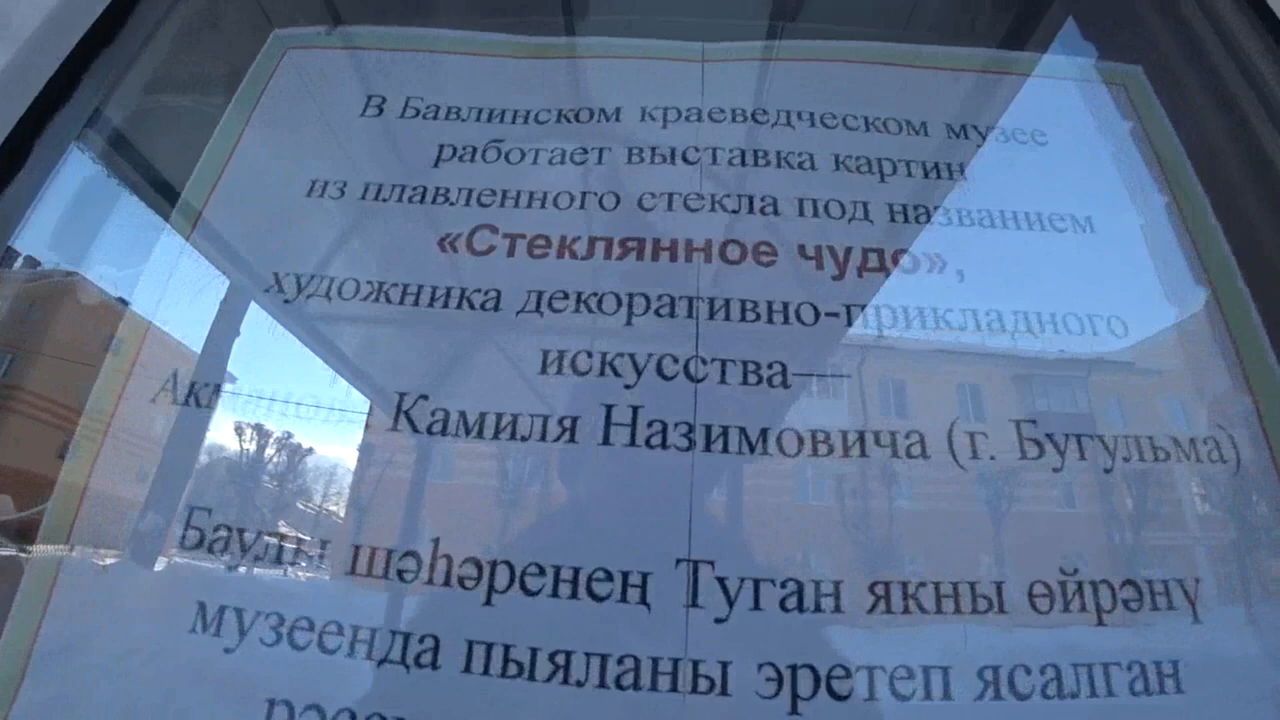 В Бавлинском краеведческом музее
работает выставка картин
из плавленного стекла под названием
«Стеклянное чудо»,
художника декоративно-прикладного
искусства—
Камиля Назимовича (г. Бугульма)
Баулы шәһәренең Туган якны өйрәнү
музеенда пыяланы эретеп ясалган